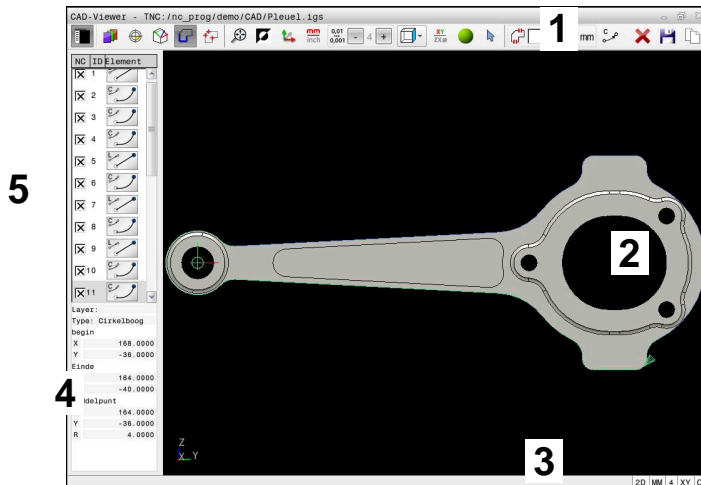 CAD-Viewer - TNC:/nc_prog/demo/CAD/Pleuel.igs
1
mm inch 0,01 0,001 - 4 + XY ZX mm
NC ID Element
1
2
3
4
5
6
7
8
9
10
11
5
2
Layer:
Type: Cirkelboog
begin
X 168.0000
Y -36.0000
Einde
164.0000
-40.0000
4
ddelpunt
164.0000
Y -36.0000
R 4.0000
Z
X Y
3
2D MM 4 XY